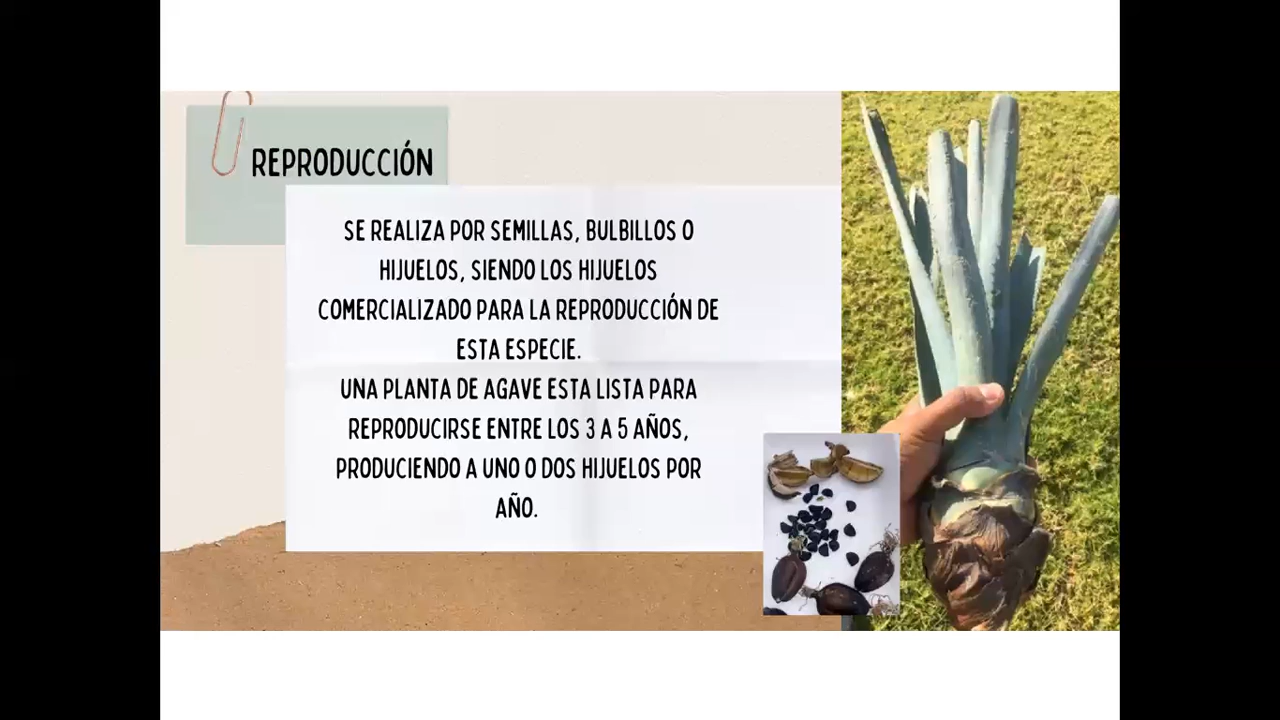 REPRODUCCIÓN
SE REALIZA POR SEMILLAS, BULBILLOS O
HIJUELOS, SIENDO LOS HIJUELOS
COMERCIALIZADO PARA LA REPRODUCCIÓN DE
ESTA ESPECIE.
UNA PLANTA DE AGAVE ESTA LISTA PARA
REPRODUCIRSE ENTRE LOS 3 A 5 AÑOS,
PRODUCIENDO A UNO O DOS HIJUELOS POR
AÑO.